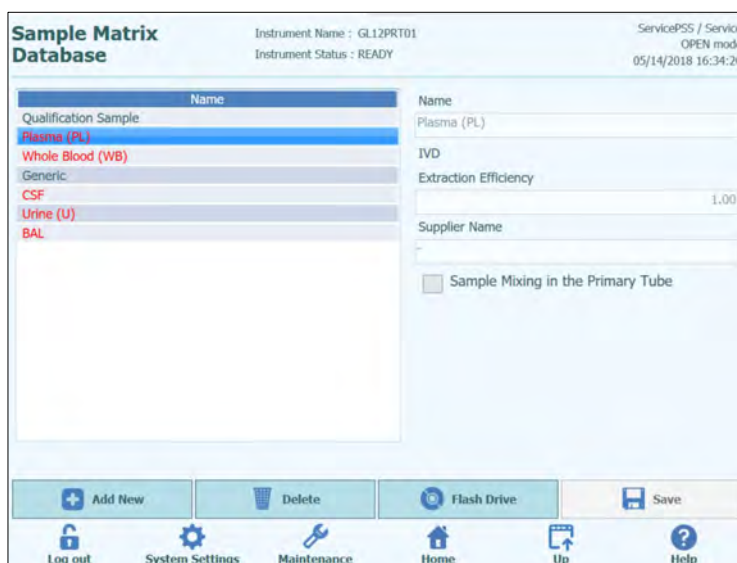 Sample Matrix
Database
Instrument Name : GL12PRT01
Instrument Status : READY
ServicePSS / Service
OPEN mode
05/14/2018 16:34:20
Name
Qualification Sample
Plasma (PL)
Whole Blood (WB)
Generic
CSF
Urine (U)
BAL
Name
Plasma (PL)
IVD
Extraction Efficiency
1.00
Supplier Name
-
Sample Mixing in the Primary Tube
Add New
Delete
Flash Drive
Save
Log out
System Settings
Maintenance
Home
Up
Help